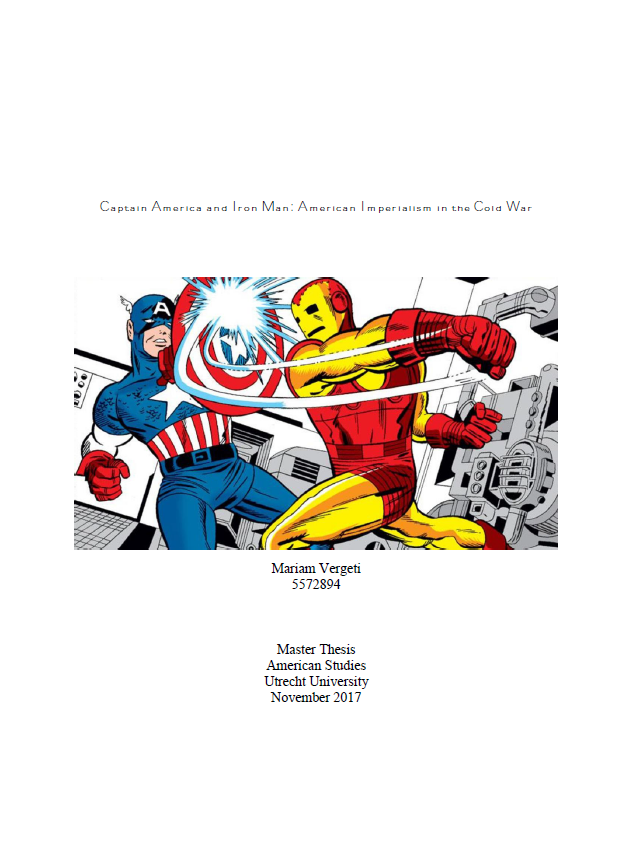 Captain America and Iron Man: American Imperialism in the Cold War
A
Mariam Vergeti
5572894
Master Thesis
American Studies
Utrecht University
November 2017